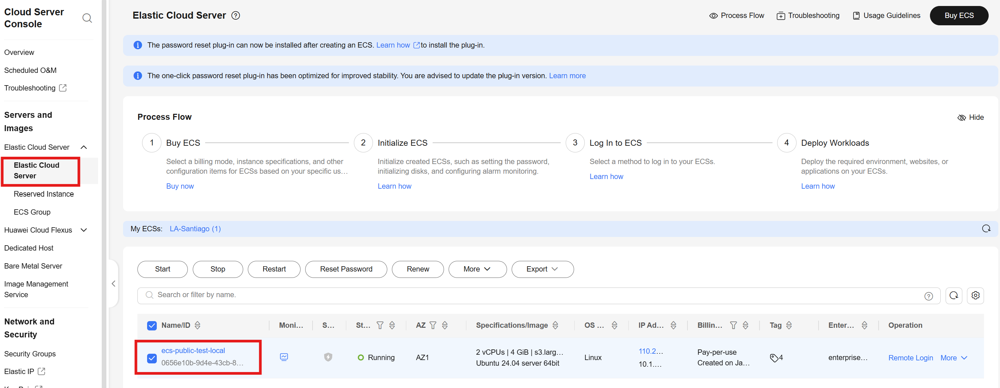 Cloud Server
Console
Overview
Scheduled O&M
Troubleshooting
Servers and
Images
Elastic Cloud Server
Elastic Cloud
Server
Reserved Instance
ECS Group
Huawei Cloud Flexus
Dedicated Host
Bare Metal Server
Image Management
Service
Network and
Security
Security Groups
Elastic IP
Elastic Cloud Server
Process Flow
Troubleshooting
Usage Guidelines
Buy ECS
The password reset plug-in can now be installed after creating an ECS. Learn how to install the plug-in.
The one-click password reset plug-in has been optimized for improved stability. You are advised to update the plug-in version. Learn more
Process Flow
Hide
1 Buy ECS
Select a billing mode, instance specifications, and other
configuration items for ECSs based on your specific us…
Buy now
2 Initialize ECS
Initialize created ECSs, such as setting the password,
initializing disks, and configuring alarm monitoring.
Learn how
3 Log In to ECS
Select a method to log in to your ECSs.
Learn how
4 Deploy Workloads
Deploy the required environment, websites, or
applications on your ECSs.
Learn how
My ECSs: LA-Santiago (1)
Start Stop Restart Reset Password Renew More Export
Search or filter by name.
Name/ID Moni… S… St… AZ Specifications/Image OS … IP Ad… Billin… Tag Enter… Operation
ecs-public-test-local
0656e10b-9d4e-43cb-8…
Running
AZ1
2 vCPUs | 4 GiB | s3.larg…
Ubuntu 24.04 server 64bit
Linux
110.2…
10.1.…
Pay-per-use
Created on Ja…
4
enterprise…
Remote Login More